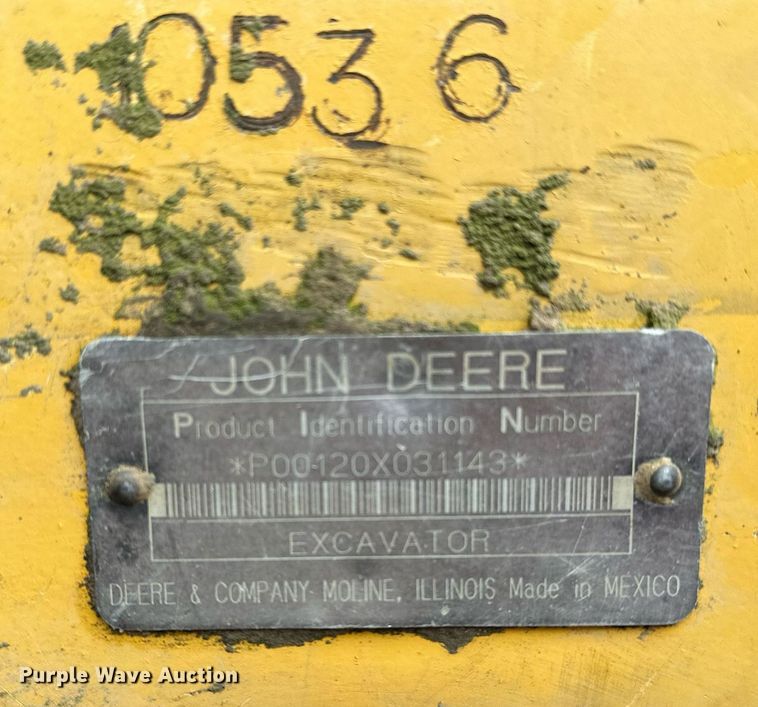 0536
JOHN DEERE
Product Identification Number
*P00120X031143*
EXCAVATOR
DEERE & COMPANY MOLINE, ILLINOIS Made in MEXICO
Purple Wave Auction